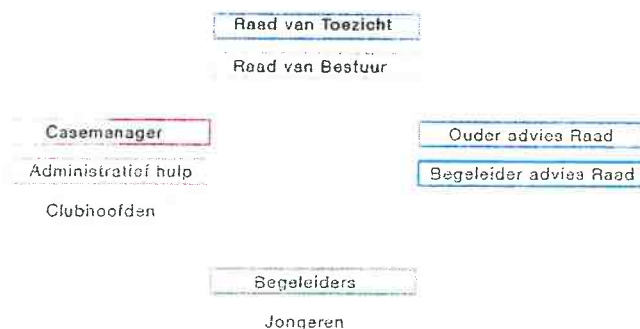 Raad van Toezicht
Raad van Bestuur
Casemanager
Ouder advies Raad
Administratief hulp
Begeleider advies Raad
Clubhoofden
Begeleiders
Jongeren